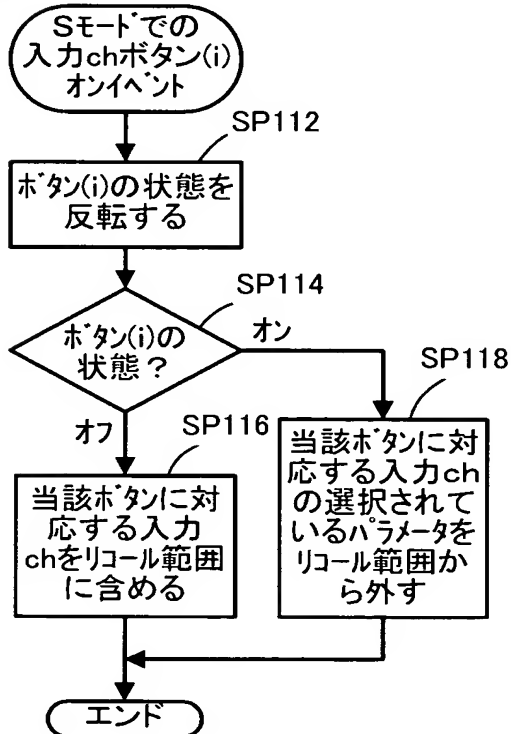 Sモードでの
入力chボタン(i)
オンイベント
SP112
ボタン(i)の状態を
反転する
SP114
ボタン(i)の
状態？
オン
オフ
SP116
当該ボタンに対
応する入力
chをリコール範囲
に含める
SP118
当該ボタンに対
応する入力ch
の選択されて
いるパラメータを
リコール範囲か
ら外す
エンド